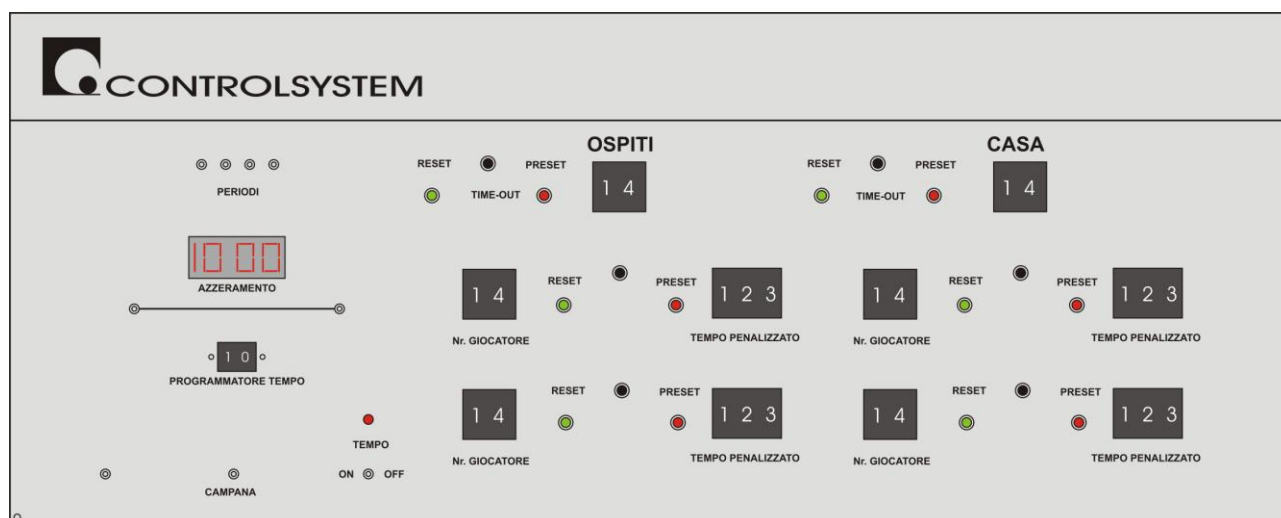 CONTROLSYSTEM
OSPITI
CASA
RESET PRESET
TIME-OUT
1 4
RESET PRESET
TIME-OUT
1 4
PERIODI
10 00
AZZERAMENTO
1 0
PROGRAMMATORE TEMPO
TEMPO
ON OFF
CAMPANA
1 4
RESET PRESET
1 2 3
Nr. GIOCATORE TEMPO PENALIZZATO
1 4
RESET PRESET
1 2 3
Nr. GIOCATORE TEMPO PENALIZZATO
1 4
RESET PRESET
1 2 3
Nr. GIOCATORE TEMPO PENALIZZATO
1 4
RESET PRESET
1 2 3
Nr. GIOCATORE TEMPO PENALIZZATO